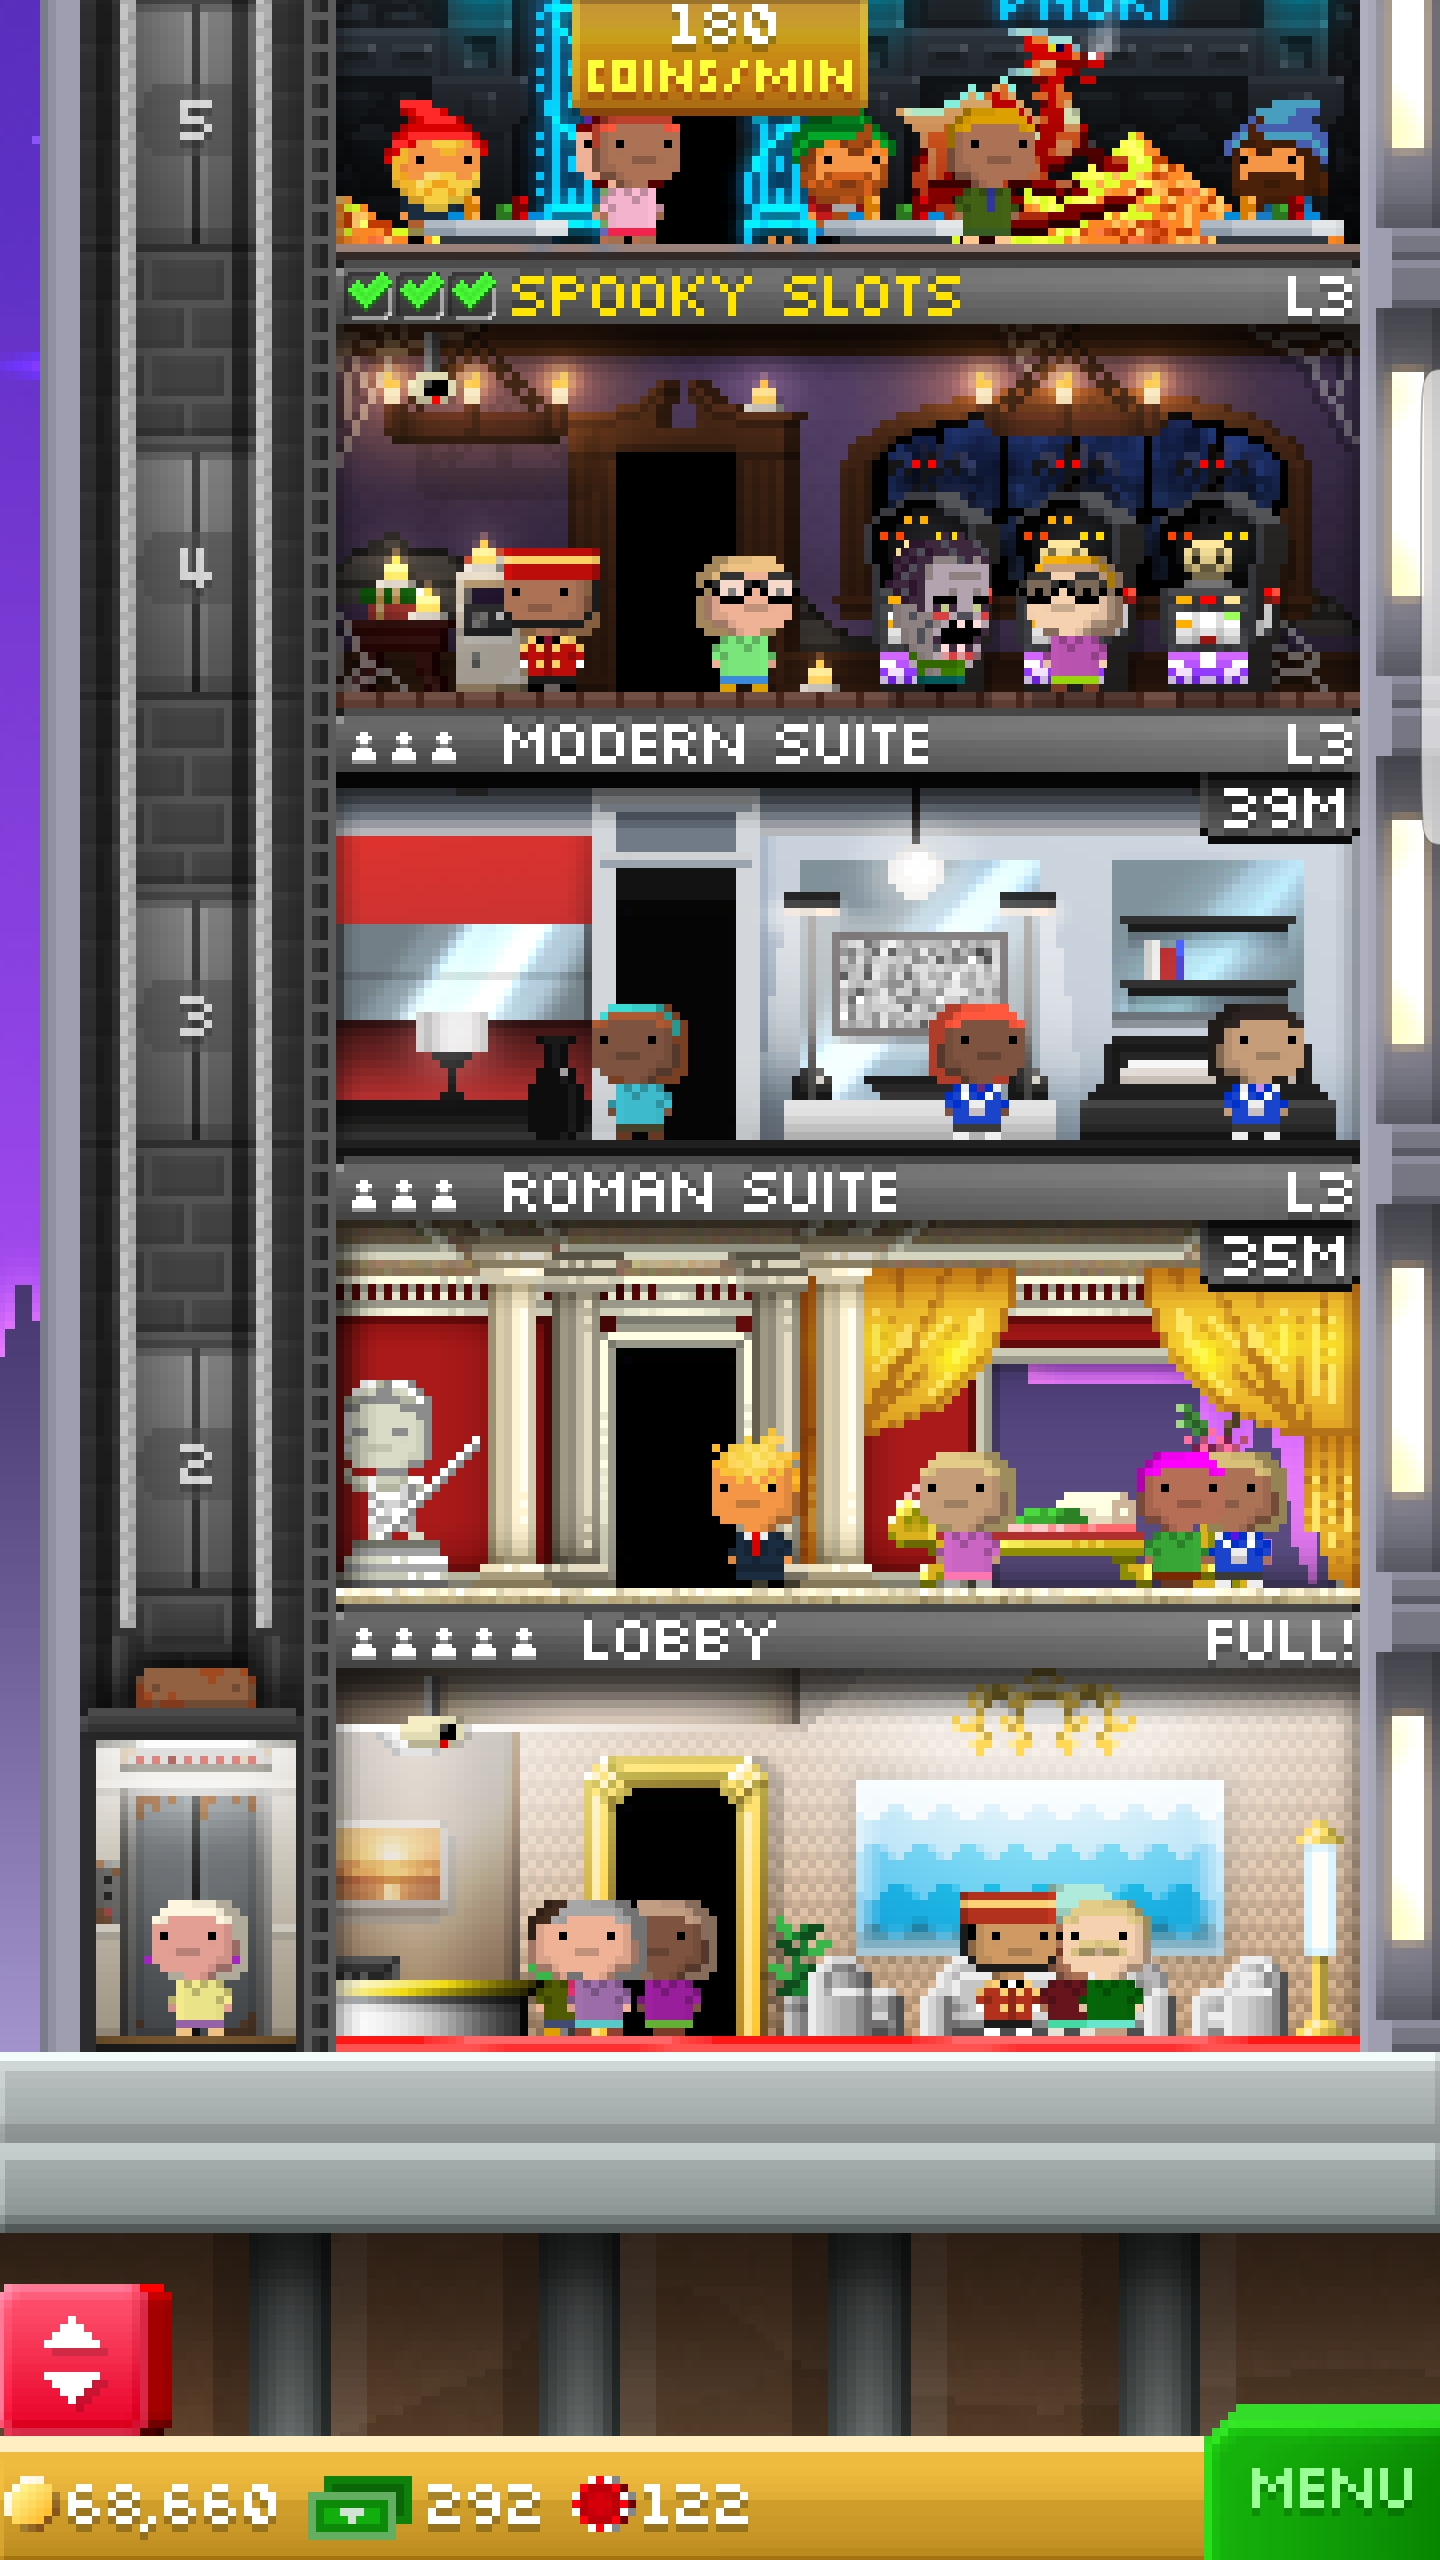 180
COINS/MIN
5
SPOOKY SLOTS L3
4
MODERN SUITE L3
39M
3
ROMAN SUITE L3
35M
2
LOBBY FULL!
MENU
68,660 292 122